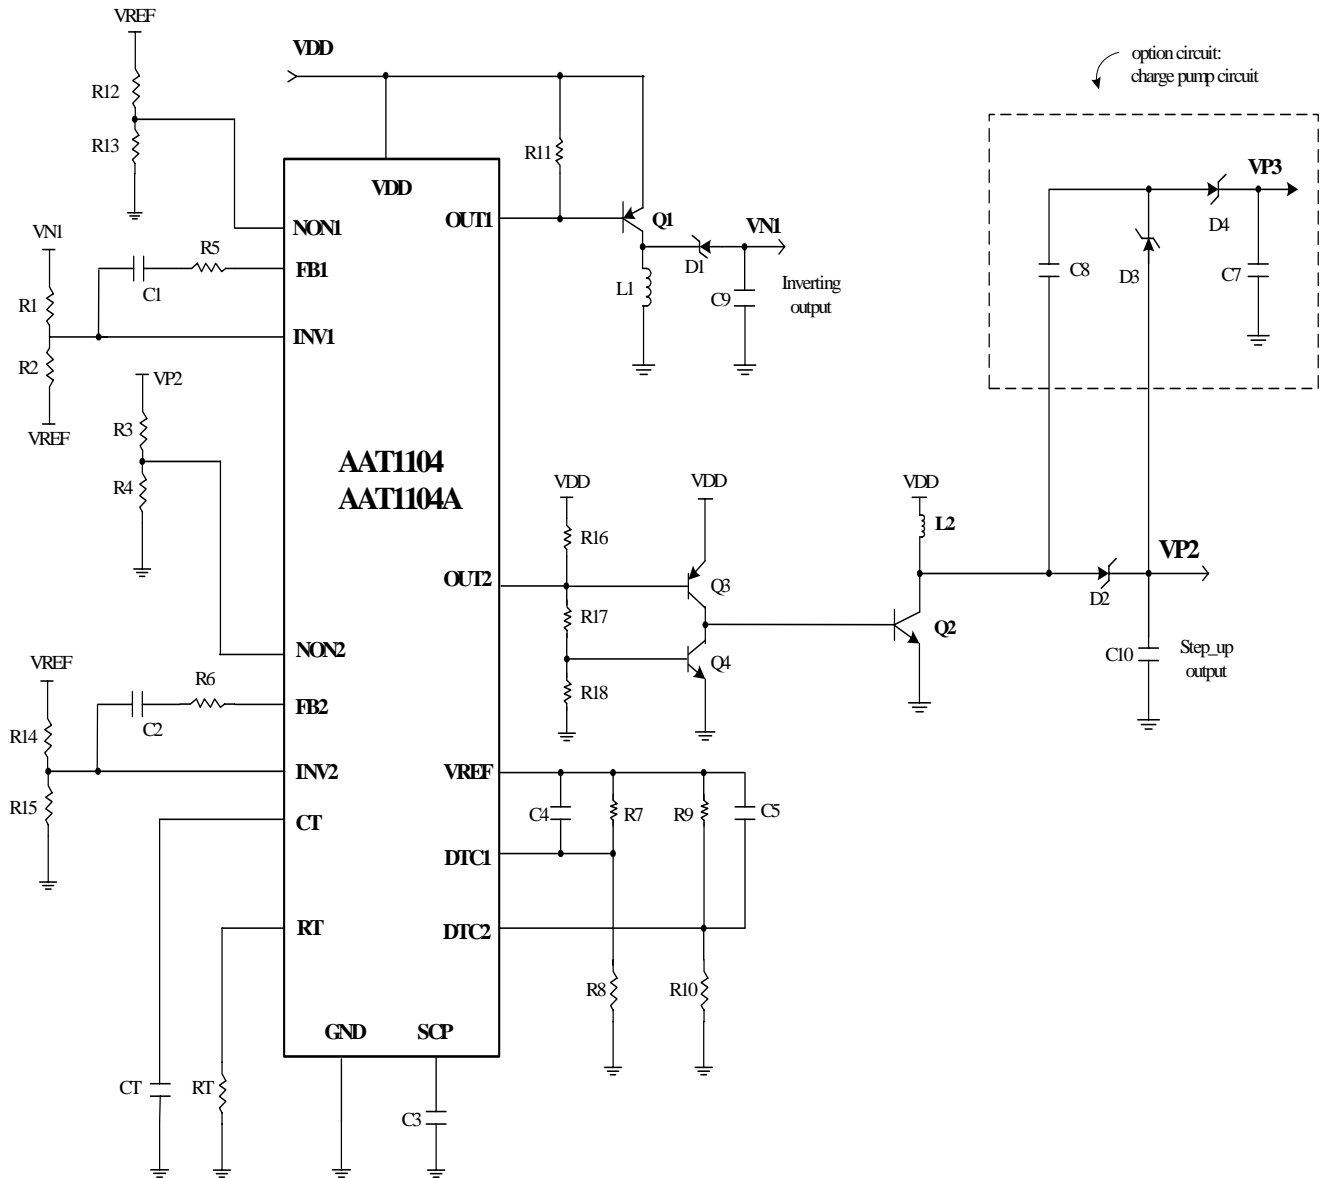 VREF
VDD
option circuit:
charge pump circuit
R12
R13
R11
VDD
VP3
OUT1
Q1
D4
NON1
VN1
VN1
R5
FB1
D1
D3
C8
C7
C1
L1
C9
Inverting
output
R1
INV1
R2
VP2
VREF
R3
AAT1104
AAT1104A
R4
VDD
VDD
VDD
L2
R16
VP2
OUT2
Q3
D2
R17
Q2
NON2
Q4
C10
Step_up
output
VREF
R6
R18
FB2
C2
R14
INV2
VREF
R15
CT
C4
R7
R9
C5
DTC1
RT
DTC2
R8
R10
GND
SCP
CT
RT
C3